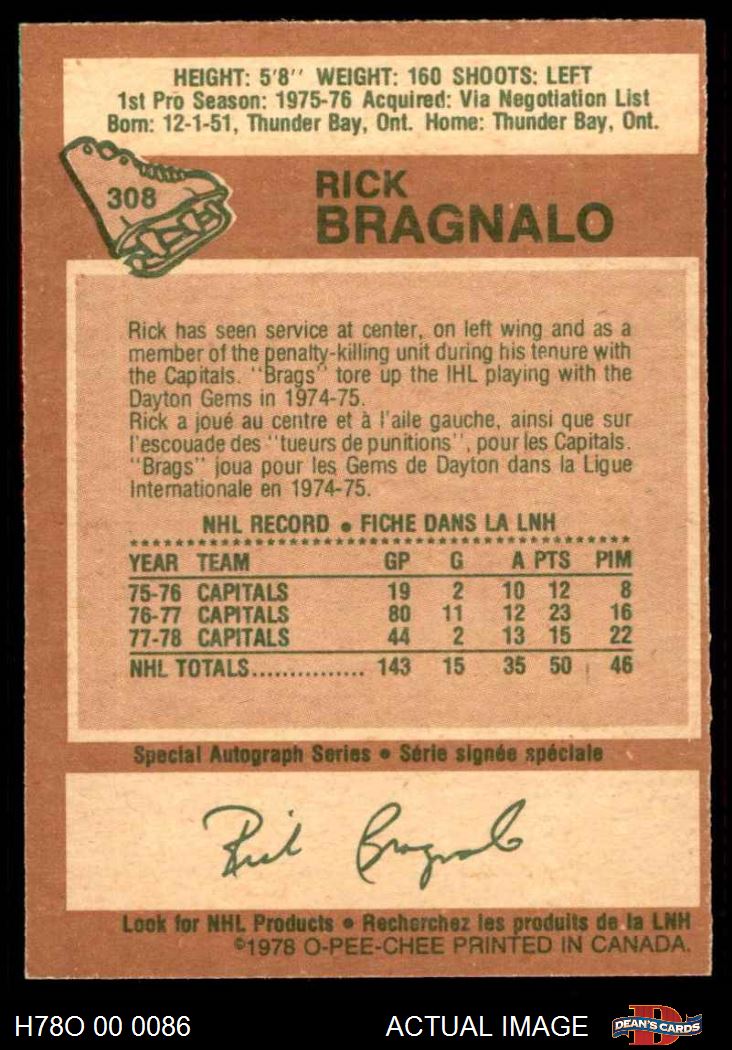 HEIGHT: 5'8'' WEIGHT: 160 SHOOTS: LEFT
1st Pro Season: 1975-76 Acquired: Via Negotiation List
Born: 12-1-51, Thunder Bay, Ont. Home: Thunder Bay, Ont.
308
RICK
BRAGNALO
Rick has seen service at center, on left wing and as a
member of the penalty-killing unit during his tenure with
the Capitals. "Brags" tore up the IHL playing with the
Dayton Gems in 1974-75.
Rick a joué au centre et à l'aile gauche, ainsi que sur
l'escouade des "tueurs de punitions", pour les Capitals.
"Brags" joua pour les Gems de Dayton dans la Ligue
Internationale en 1974-75.
NHL RECORD • FICHE DANS LA LNH
YEAR TEAM GP G A PTS PIM
75-76 CAPITALS 19 2 10 12 8
76-77 CAPITALS 80 11 12 23 16
77-78 CAPITALS 44 2 13 15 22
NHL TOTALS................ 143 15 35 50 46
Special Autograph Series • Série signée spéciale
Rick Bragnalo
Look for NHL Products • Recherchez les produits de la LNH
©1978 O-PEE-CHEE PRINTED IN CANADA.
H78O 00 0086 ACTUAL IMAGE D DEAN'S CARDS